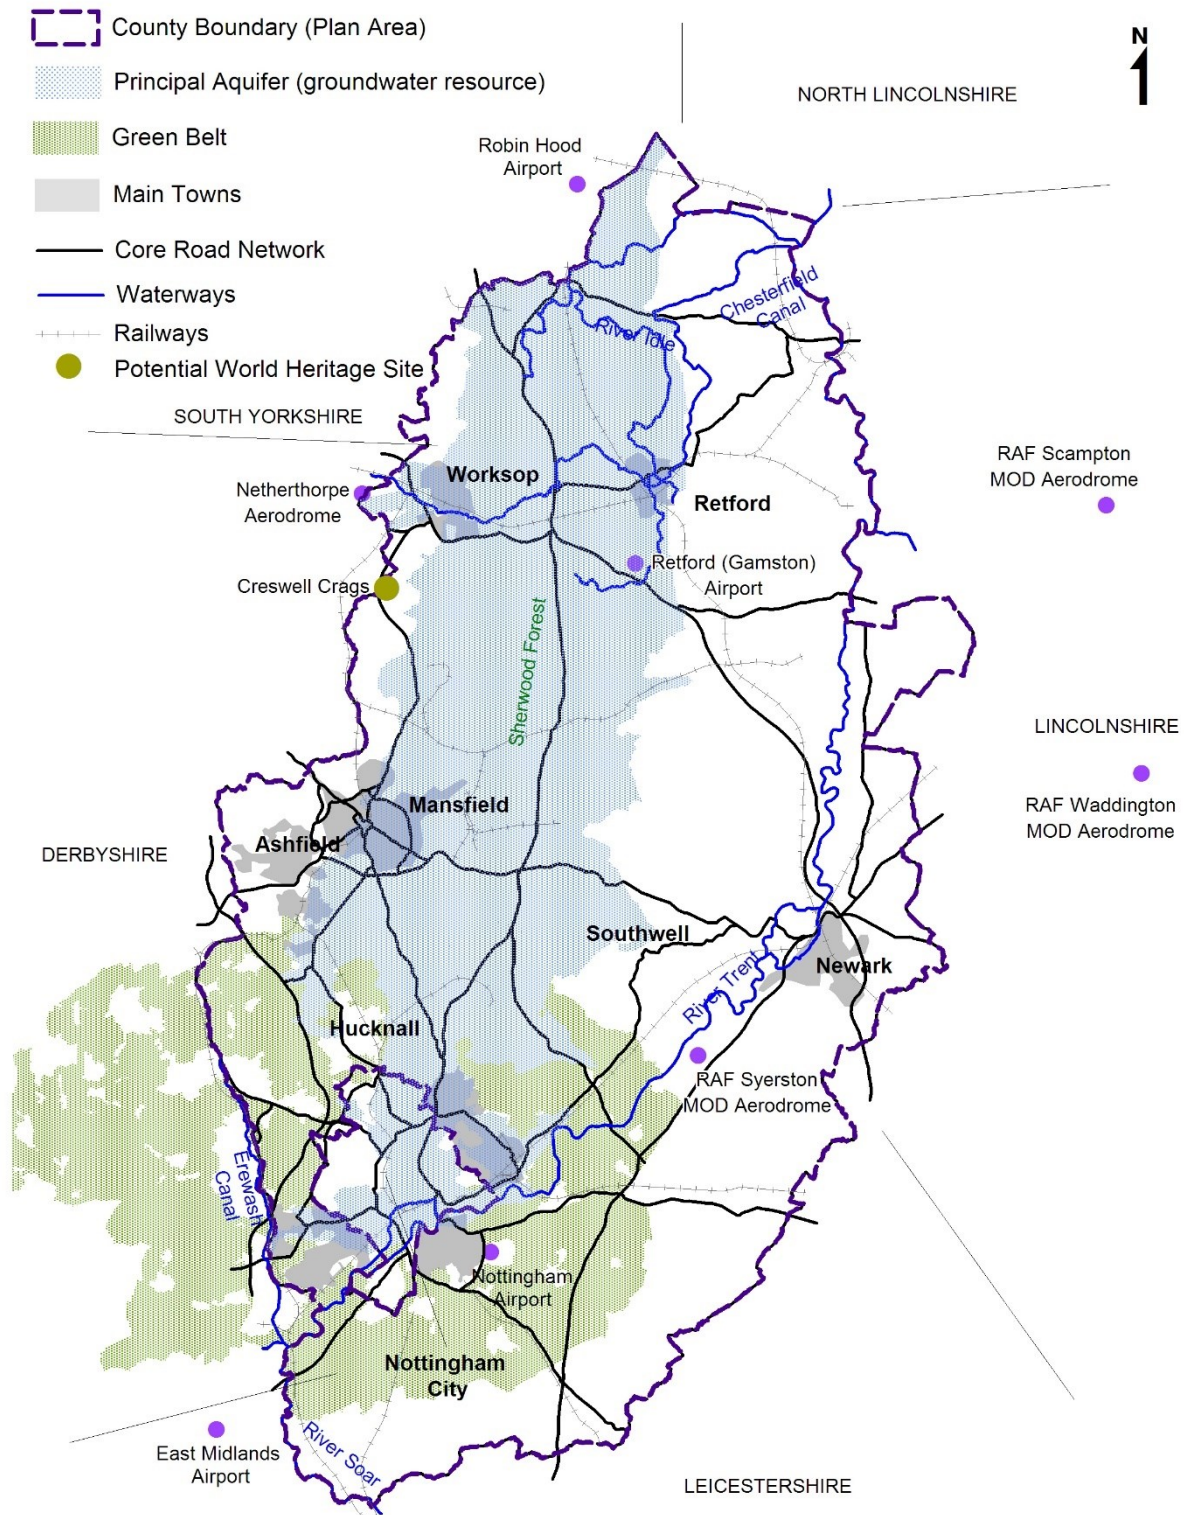 County Boundary (Plan Area)
Principal Aquifer (groundwater resource)
Green Belt
Main Towns
Core Road Network
Waterways
Railways
Potential World Heritage Site
N
NORTH LINCOLNSHIRE
Robin Hood
Airport
Chesterfield
Canal
River Idle
SOUTH YORKSHIRE
Worksop
Netherthorpe
Aerodrome
Retford
RAF Scampton
MOD Aerodrome
Creswell Crags
Retford (Gamston)
Airport
Sherwood Forest
LINCOLNSHIRE
RAF Waddington
MOD Aerodrome
Mansfield
Ashfield
DERBYSHIRE
Southwell
Newark
River Trent
Hucknall
RAF Syerston
MOD Aerodrome
Erewash
Canal
Nottingham
Airport
Nottingham
City
East Midlands
Airport
River Soar
LEICESTERSHIRE